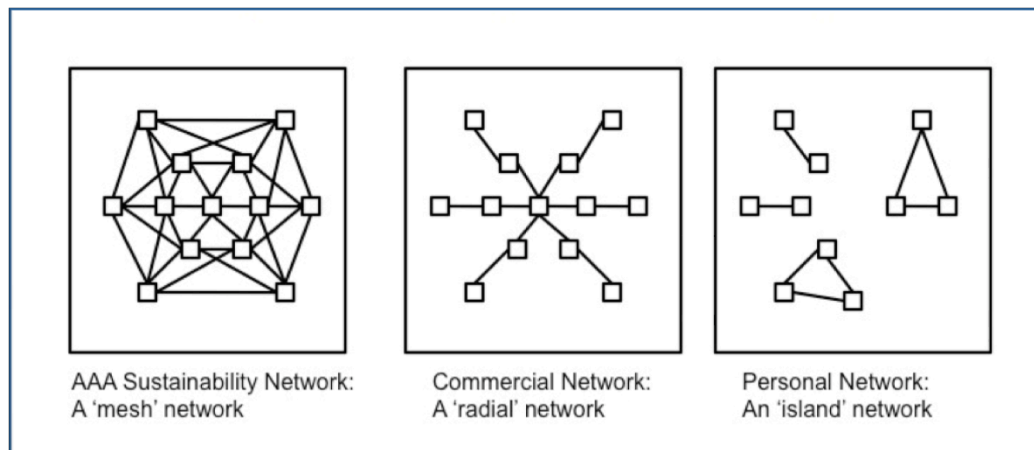 AAA Sustainability Network:
A ‘mesh’ network
Commercial Network:
A ‘radial’ network
Personal Network:
An ‘island’ network